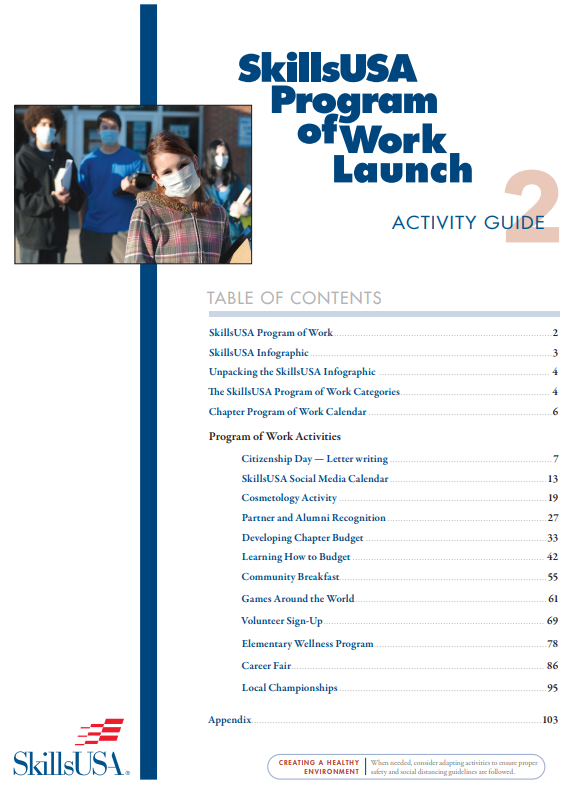 SkillsUSA
Program
of Work
Launch
2
ACTIVITY GUIDE
TABLE OF CONTENTS
SkillsUSA Program of Work 2
SkillsUSA Infographic 3
Unpacking the SkillsUSA Infographic 4
The SkillsUSA Program of Work Categories 4
Chapter Program of Work Calendar 6
Program of Work Activities
Citizenship Day — Letter writing 7
SkillsUSA Social Media Calendar 13
Cosmetology Activity 19
Partner and Alumni Recognition 27
Developing Chapter Budget 33
Learning How to Budget 42
Community Breakfast 55
Games Around the World 61
Volunteer Sign-Up 69
Elementary Wellness Program 78
Career Fair 86
Local Championships 95
Appendix 103
SkillsUSA®
CREATING A HEALTHY
ENVIRONMENT
When needed, consider adapting activities to ensure proper
safety and social distancing guidelines are followed.